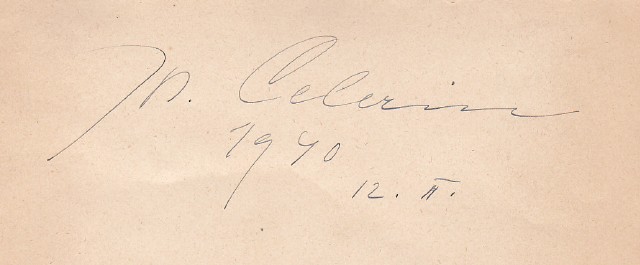 M. Celerin
1940
12. II.